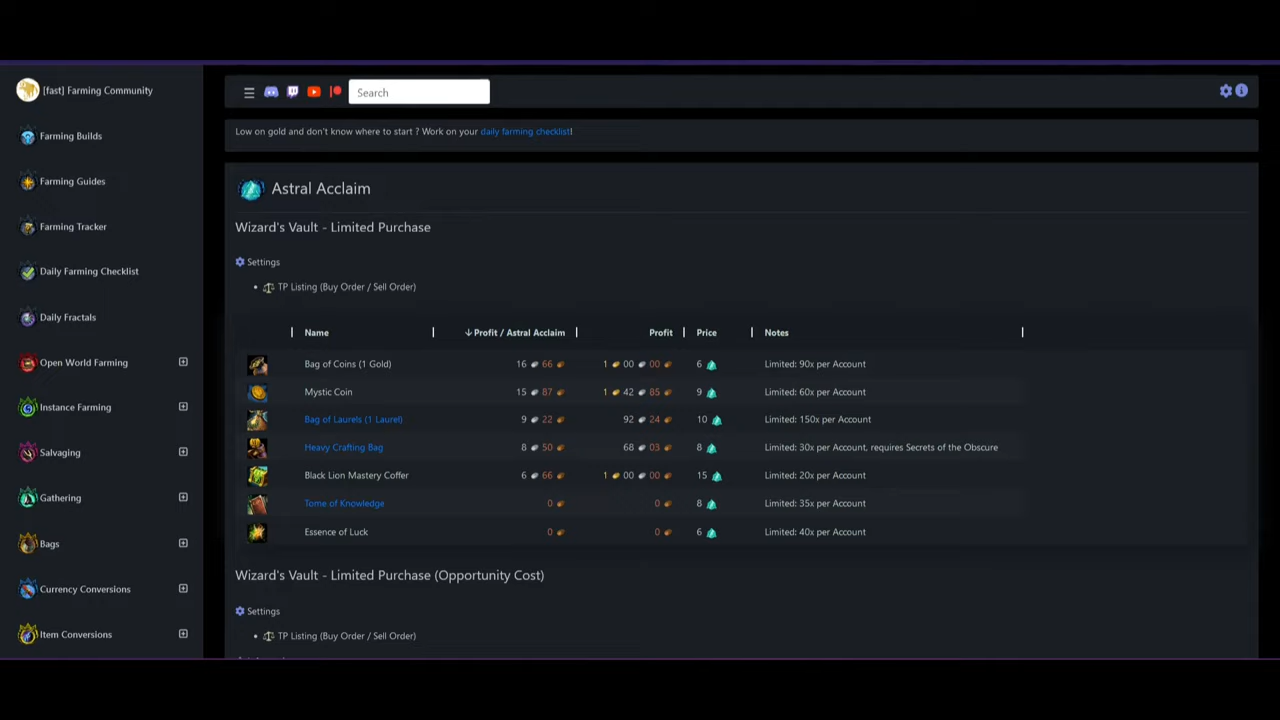 [fast] Farming Community
Farming Builds
Farming Guides
Farming Tracker
Daily Farming Checklist
Daily Fractals
Open World Farming
Instance Farming
Salvaging
Gathering
Bags
Currency Conversions
Item Conversions
Search
Low on gold and don't know where to start ? Work on your daily farming checklist!
Astral Acclaim
Wizard's Vault - Limited Purchase
Settings
TP Listing (Buy Order / Sell Order)
Name Profit / Astral Acclaim Profit Price Notes
Bag of Coins (1 Gold) 16 66 1 00 00 6 Limited: 90x per Account
Mystic Coin 15 87 1 42 85 9 Limited: 60x per Account
Bag of Laurels (1 Laurel) 9 22 92 24 10 Limited: 150x per Account
Heavy Crafting Bag 8 50 68 03 8 Limited: 30x per Account, requires Secrets of the Obscure
Black Lion Mastery Coffer 6 66 1 00 00 15 Limited: 20x per Account
Tome of Knowledge 0 0 8 Limited: 35x per Account
Essence of Luck 0 0 6 Limited: 40x per Account
Wizard's Vault - Limited Purchase (Opportunity Cost)
Settings
TP Listing (Buy Order / Sell Order)